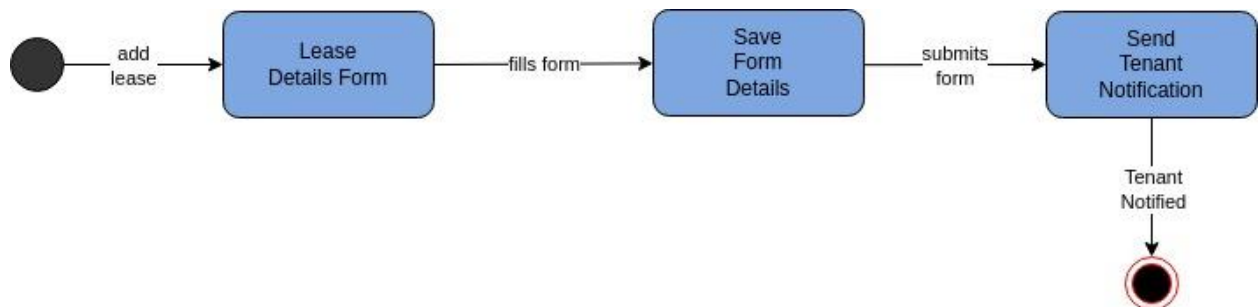 add
lease
Lease
Details Form
fills form
Save
Form
Details
submits
form
Send
Tenant
Notification
Tenant
Notified